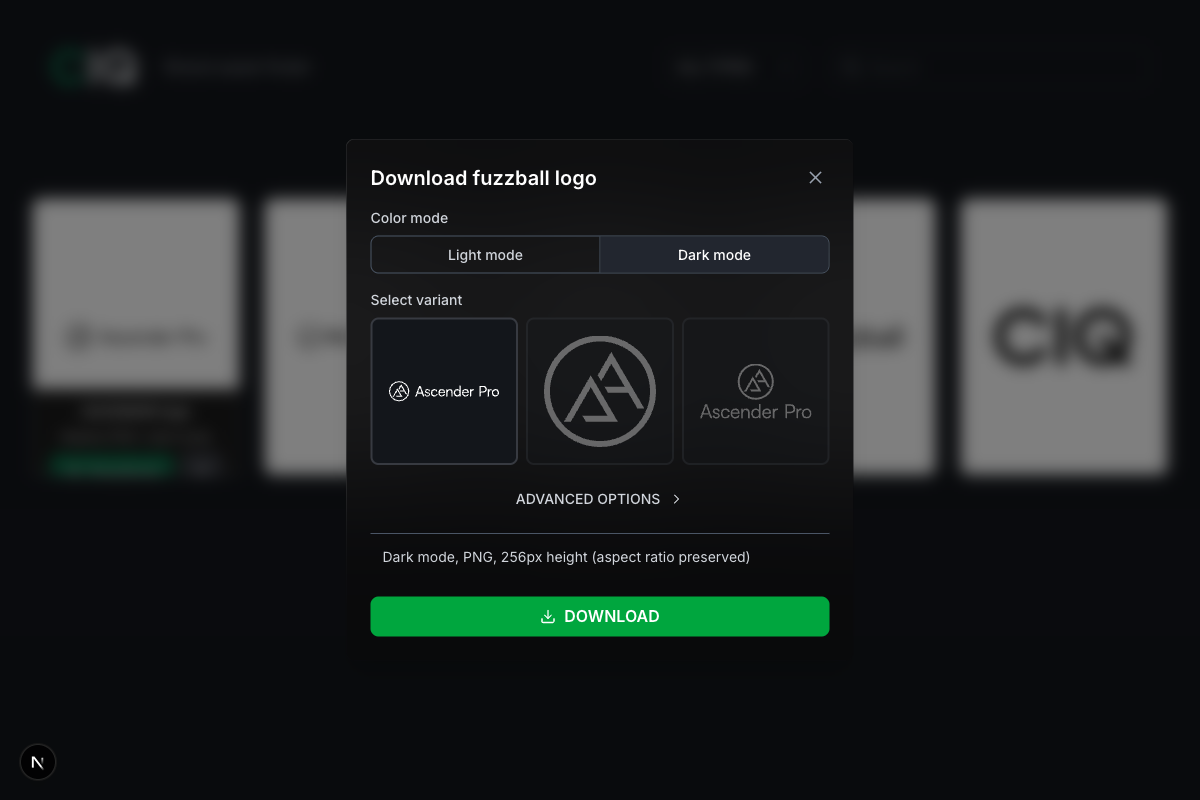 CIQ
Download fuzzball logo
Color mode
Light mode
Dark mode
Select variant
Ascender Pro
Ascender Pro
ADVANCED OPTIONS
Dark mode, PNG, 256px height (aspect ratio preserved)
DOWNLOAD
CIQ
N